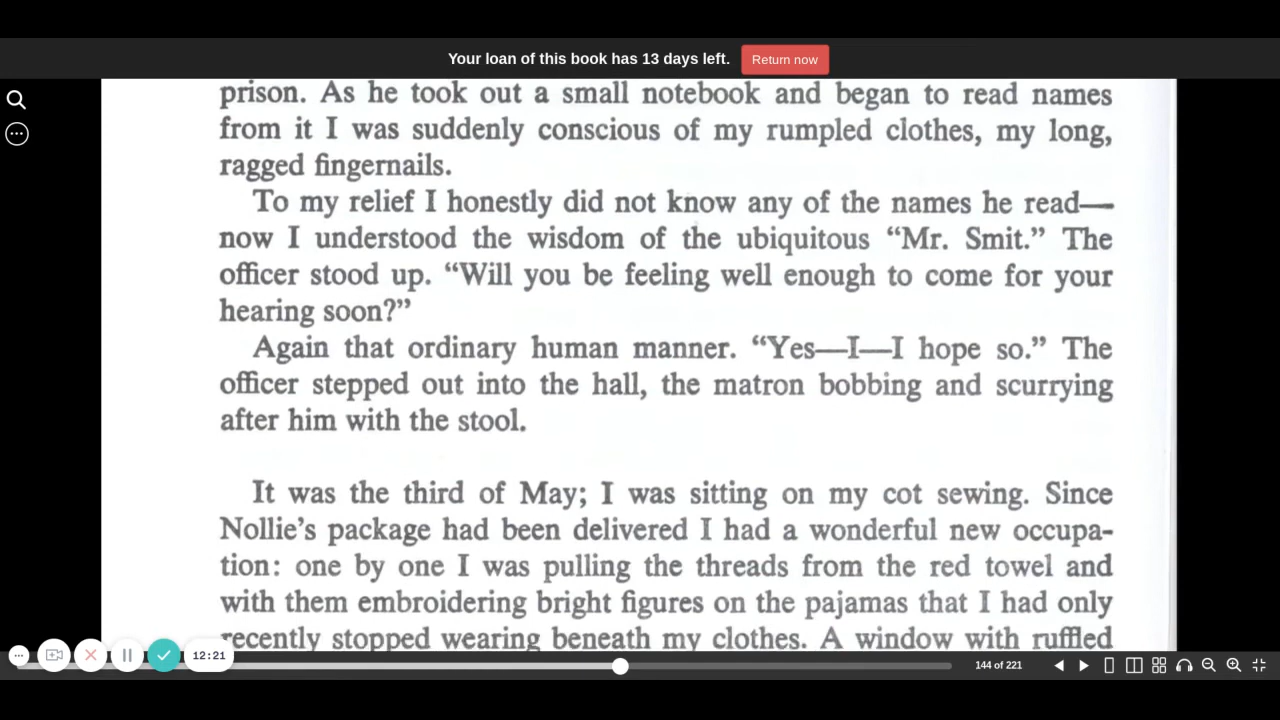 Your loan of this book has 13 days left. Return now
prison. As he took out a small notebook and began to read names
from it I was suddenly conscious of my rumpled clothes, my long,
ragged fingernails.
To my relief I honestly did not know any of the names he read—
now I understood the wisdom of the ubiquitous “Mr. Smit.” The
officer stood up. “Will you be feeling well enough to come for your
hearing soon?”
Again that ordinary human manner. “Yes—I—I hope so.” The
officer stepped out into the hall, the matron bobbing and scurrying
after him with the stool.
It was the third of May; I was sitting on my cot sewing. Since
Nollie’s package had been delivered I had a wonderful new occupa-
tion: one by one I was pulling the threads from the red towel and
with them embroidering bright figures on the pajamas that I had only
recently stopped wearing beneath my clothes. A window with ruffled
12:21
144 of 221